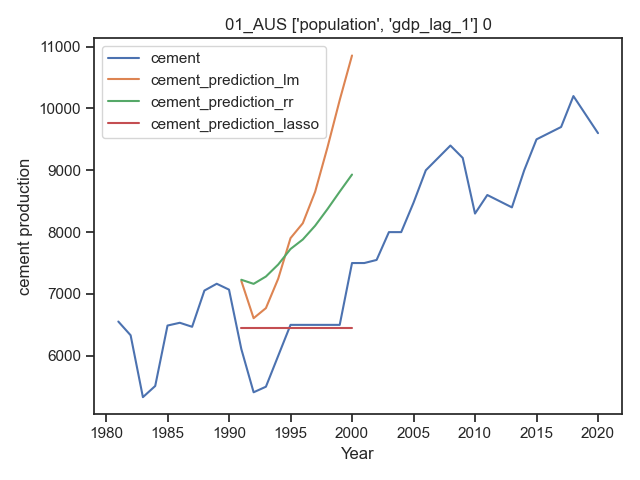 01_AUS ['population', 'gdp_lag_1'] 0
cement
cement_prediction_lm
cement_prediction_rr
cement_prediction_lasso
11000
10000
9000
8000
7000
6000
cement production
1980 1985 1990 1995 2000 2005 2010 2015 2020
Year